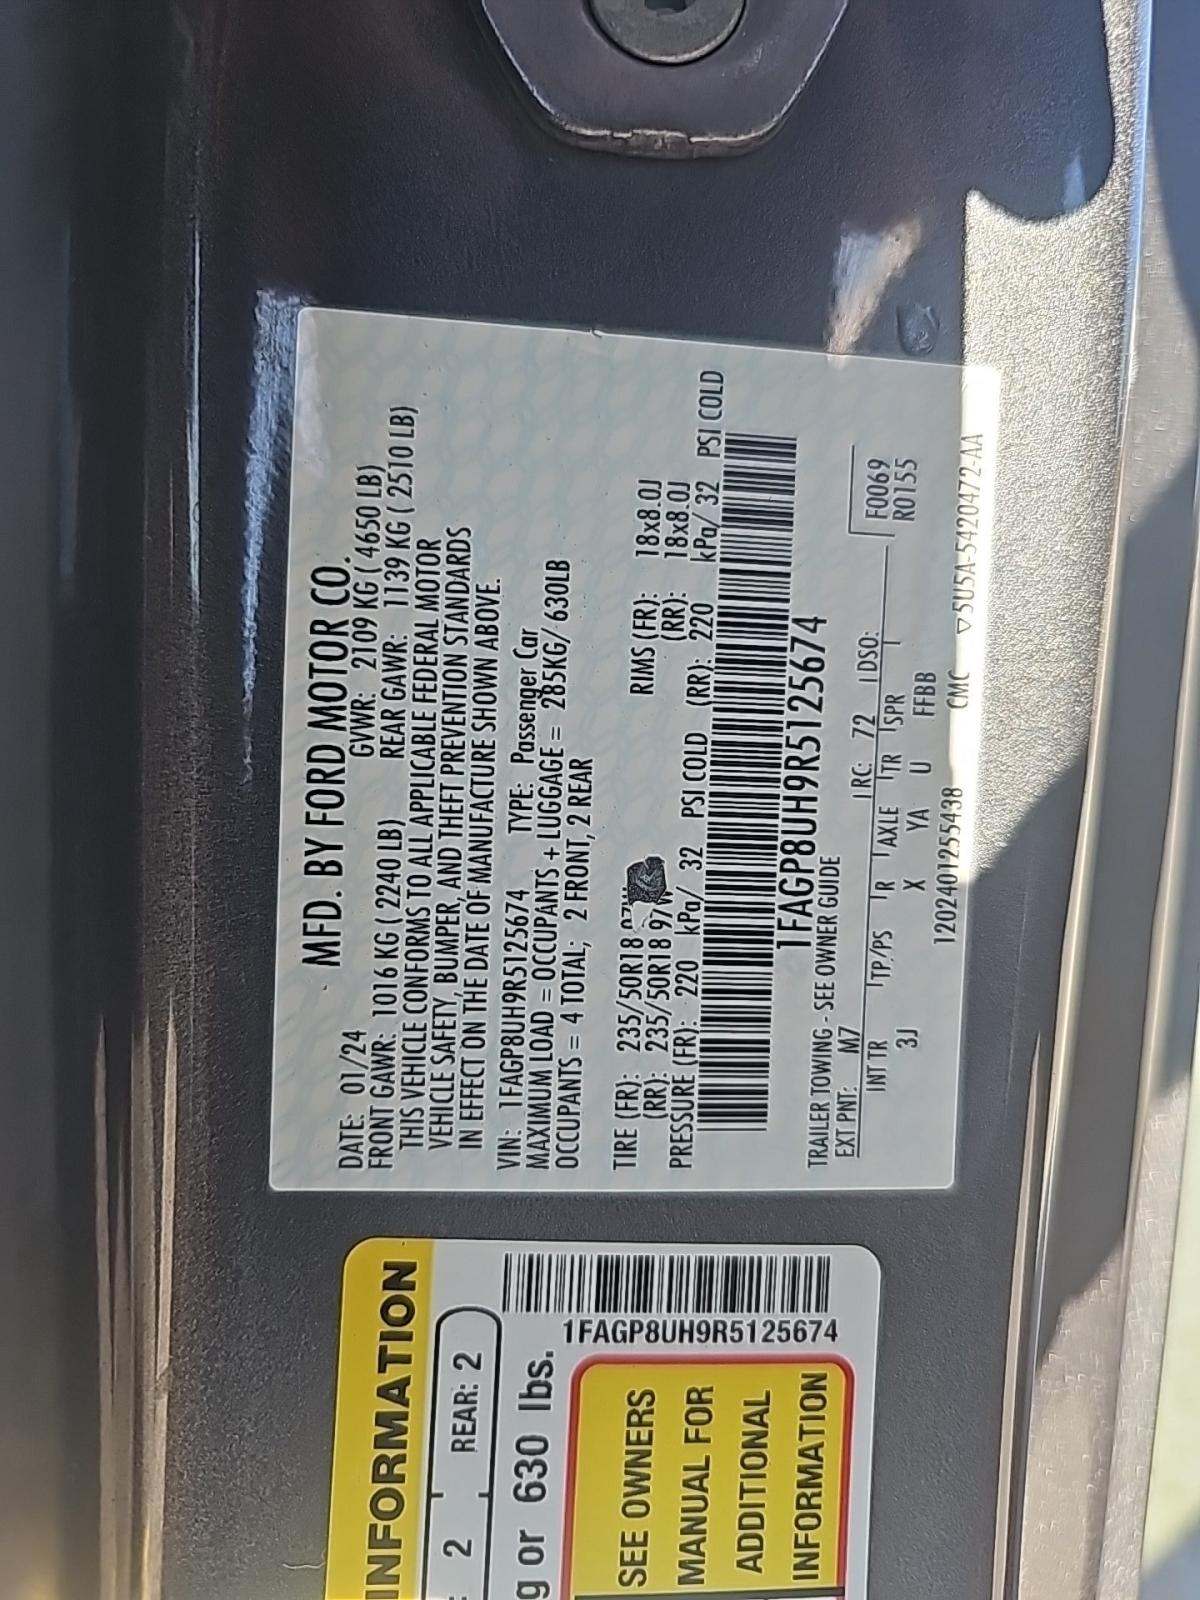 MFD. BY FORD MOTOR CO.
DATE: 01/24 GVWR: 2109 KG ( 4650 LB)
FRONT GAWR: 1016 KG ( 2240 LB) REAR GAWR: 1139 KG ( 2510 LB)
THIS VEHICLE CONFORMS TO ALL APPLICABLE FEDERAL MOTOR
VEHICLE SAFETY, BUMPER, AND THEFT PREVENTION STANDARDS
IN EFFECT ON THE DATE OF MANUFACTURE SHOWN ABOVE.
VIN: 1FAGP8UH9R5125674 TYPE: Passenger Car
MAXIMUM LOAD = OCCUPANTS + LUGGAGE = 285KG/ 630LB
OCCUPANTS = 4 TOTAL; 2 FRONT, 2 REAR
TIRE (FR): 235/50R18 RIMS (FR): 18x8.0J
(RR): 235/50R18 97W (RR): 18x8.0J
PRESSURE (FR): 220 kPa/ 32 PSI COLD (RR): 220 kPa/ 32 PSI COLD
1FAGP8UH9R5125674
TRAILER TOWING - SEE OWNER GUIDE
EXT PNT: M7 RC: 72 DSO: F0069
INT TR TP/PS R AXLE TR SPR R0155
3J X YA U FFBB
1202401255438 CMC ▽5U5A-5420472-AA
INFORMATION
2 REAR: 2
g or 630 lbs.
1FAGP8UH9R5125674
SEE OWNERS
MANUAL FOR
ADDITIONAL
INFORMATION